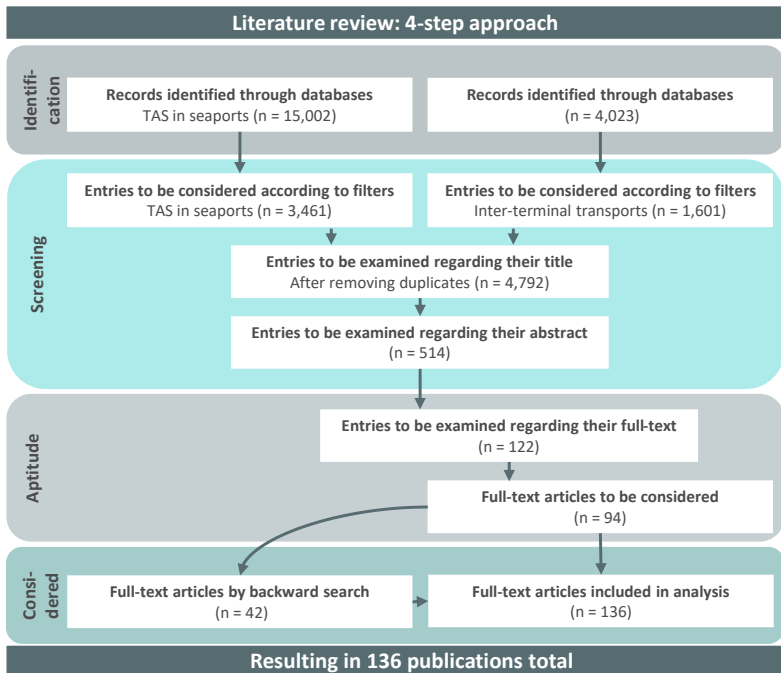 Literature review: 4-step approach
Identifi-
cation
Records identified through databases
TAS in seaports (n = 15,002)
Records identified through databases
(n = 4,023)
Screening
Entries to be considered according to filters
TAS in seaports (n = 3,461)
Entries to be considered according to filters
Inter-terminal transports (n = 1,601)
Entries to be examined regarding their title
After removing duplicates (n = 4,792)
Entries to be examined regarding their abstract
(n = 514)
Aptitude
Entries to be examined regarding their full-text
(n = 122)
Full-text articles to be considered
(n = 94)
Consi-
dered
Full-text articles by backward search
(n = 42)
Full-text articles included in analysis
(n = 136)
Resulting in 136 publications total